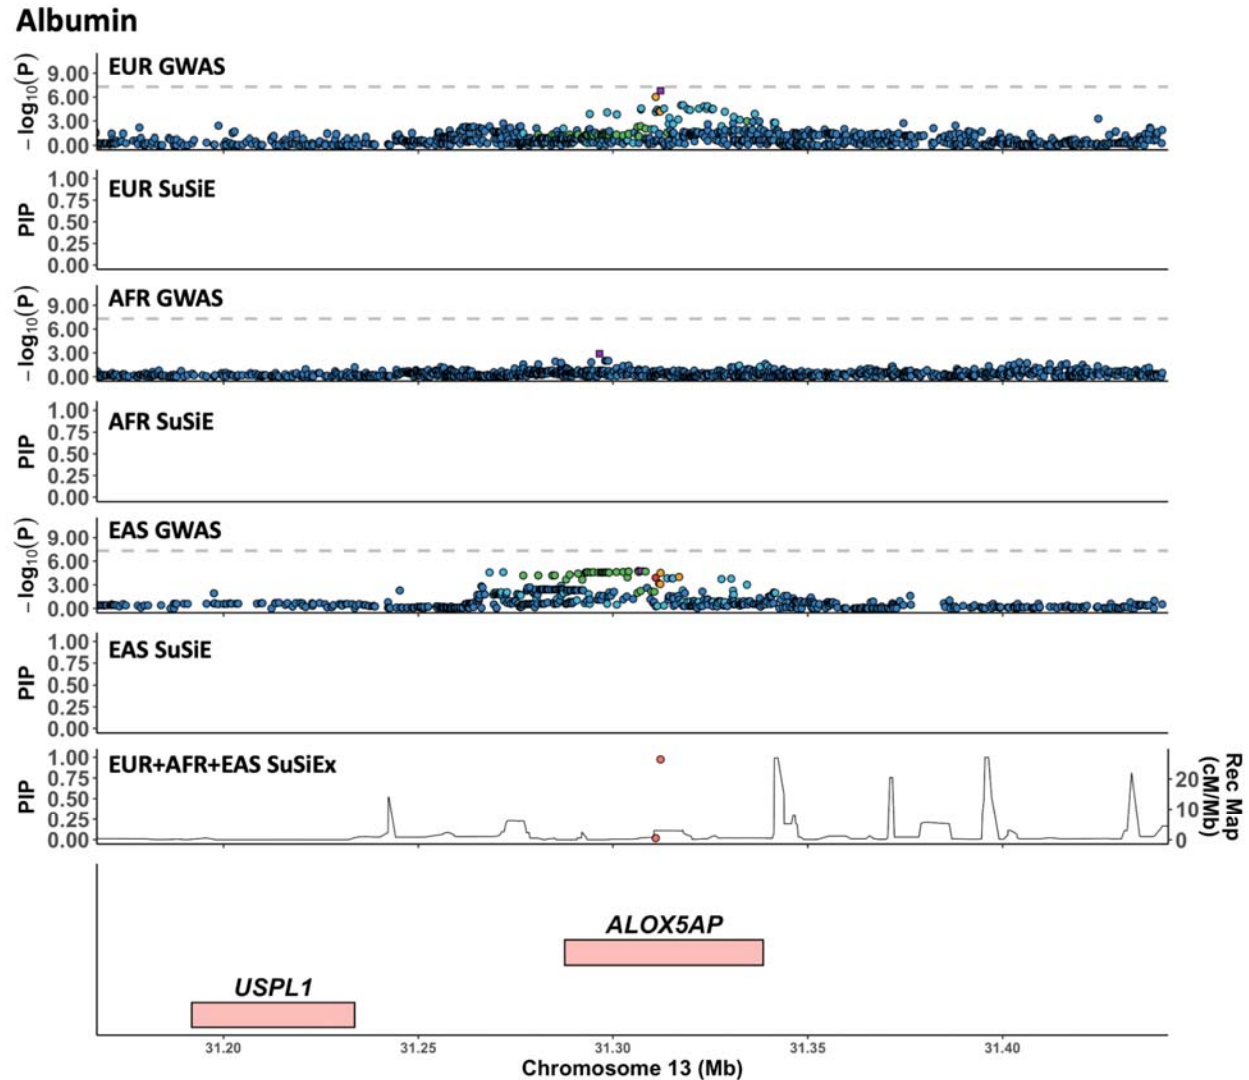 Albumin
EUR GWAS
− log10(P)
9.00
6.00
3.00
0.00
EUR SuSiE
PIP
1.00
0.75
0.50
0.25
0.00
AFR GWAS
− log10(P)
9.00
6.00
3.00
0.00
AFR SuSiE
PIP
1.00
0.75
0.50
0.25
0.00
EAS GWAS
− log10(P)
9.00
6.00
3.00
0.00
EAS SuSiE
PIP
1.00
0.75
0.50
0.25
0.00
EUR+AFR+EAS SuSiEx
PIP
1.00
0.75
0.50
0.25
0.00
20
10
0
Rec Map
(cM/Mb)
ALOX5AP
USPL1
31.20 31.25 31.30 31.35 31.40
Chromosome 13 (Mb)